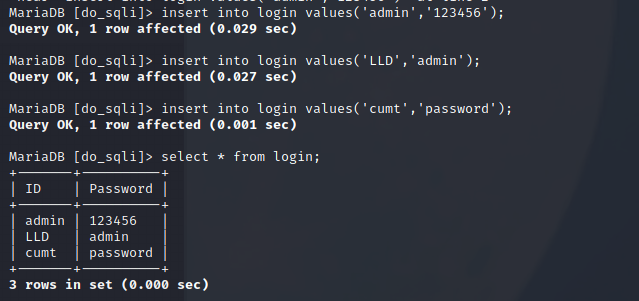 MariaDB [do_sqli]> insert into login values('admin','123456');
Query OK, 1 row affected (0.029 sec)
MariaDB [do_sqli]> insert into login values('LLD','admin');
Query OK, 1 row affected (0.027 sec)
MariaDB [do_sqli]> insert into login values('cumt','password');
Query OK, 1 row affected (0.001 sec)
MariaDB [do_sqli]> select * from login;
+-------+----------+
| ID    | Password |
+-------+----------+
| admin | 123456   |
| LLD   | admin    |
| cumt  | password |
+-------+----------+
3 rows in set (0.000 sec)